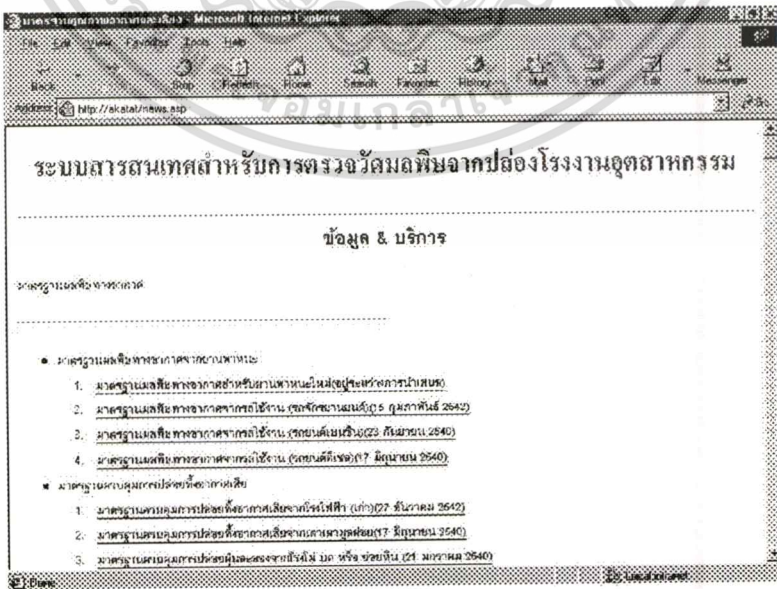 มาตรฐานคุณภาพอากาศและเสียง - Microsoft Internet Explorer
File Edit View Favorites Tools Help
Back Stop Refresh Home Search Favorites History Mail Print Edit Messenger
Address http://akatat/news.asp
ระบบสารสนเทศสำหรับการตรวจวัดมลพิษจากปล่องโรงงานอุตสาหกรรม
ข้อมูล & บริการ
มาตรฐานมลพิษทางอากาศ
มาตรฐานมลพิษทางอากาศจากยานพาหนะ
1. มาตรฐานมลพิษทางอากาศสำหรับยานพาหนะใหม่(อยู่ระหว่างการนำเสนอ)
2. มาตรฐานมลพิษทางอากาศจากรถใช้งาน (รถจักรยานยนต์)(15 กุมภาพันธ์ 2542)
3. มาตรฐานมลพิษทางอากาศจากรถใช้งาน (รถยนต์เบนซิน)(23 กันยายน 2540)
4. มาตรฐานมลพิษทางอากาศจากรถใช้งาน (รถยนต์ดีเซล)(17 มิถุนายน 2540)
มาตรฐานควบคุมการปล่อยทิ้งอากาศเสีย
1. มาตรฐานควบคุมการปล่อยทิ้งอากาศเสียจากโรงไฟฟ้า (เก่า)(27 ธันวาคม 2542)
2. มาตรฐานควบคุมการปล่อยทิ้งอากาศเสียจากเตาเผามูลฝอย(17 มิถุนายน 2540)
3. มาตรฐานควบคุมการปล่อยฝุ่นละอองจากโรงโม่ บด หรือ ย่อยหิน (21 มกราคม 2540)
Done Local intranet